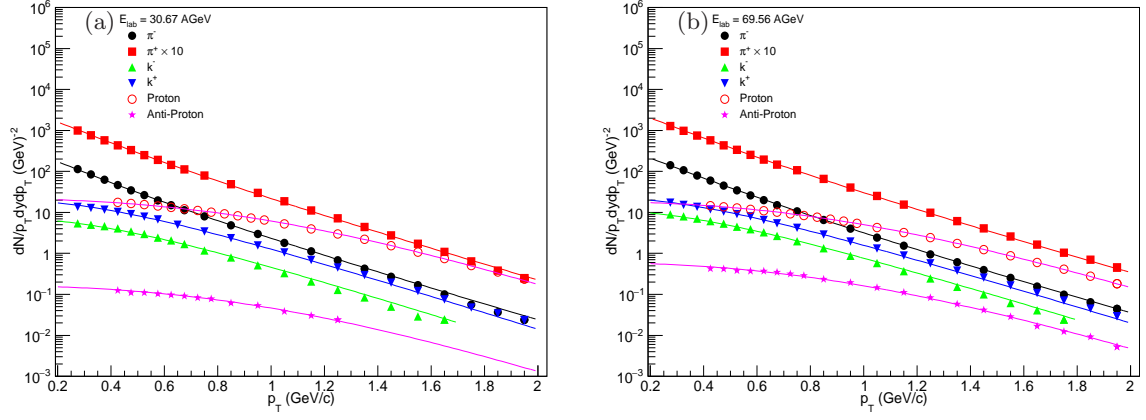 (a) E_lab = 30.67 AGeV
π⁻
π⁺ × 10
k⁻
k⁺
Proton
Anti-Proton
10⁶
10⁵
10⁴
10³
10²
10
1
10⁻¹
10⁻²
10⁻³
0.2 0.4 0.6 0.8 1 1.2 1.4 1.6 1.8 2
p_T (GeV/c)
dN/p_T dydp_T (GeV)⁻²
(b) E_lab = 69.56 AGeV
π⁻
π⁺ × 10
k⁻
k⁺
Proton
Anti-Proton
10⁶
10⁵
10⁴
10³
10²
10
1
10⁻¹
10⁻²
10⁻³
0.2 0.4 0.6 0.8 1 1.2 1.4 1.6 1.8 2
p_T (GeV/c)
dN/p_T dydp_T (GeV)⁻²